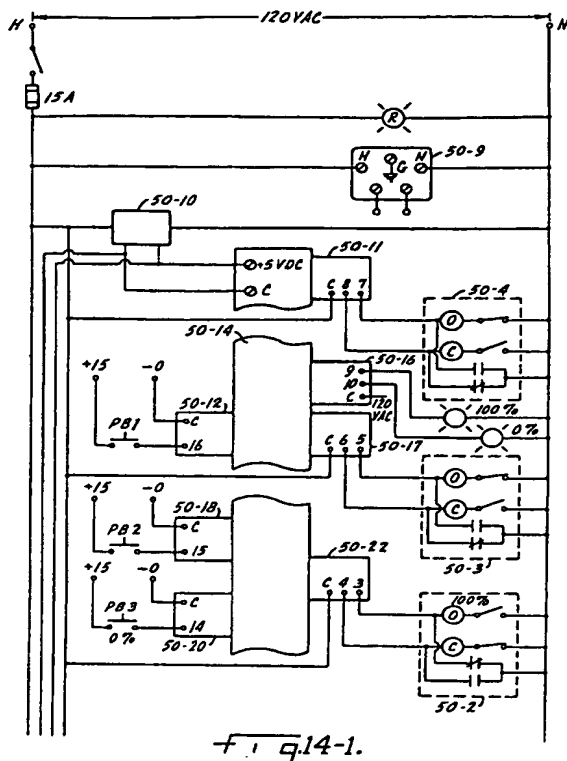 H 120VAC N
15A
R
H G N 50-9
50-10
50-11
+5VDC
C
C 8 7
50-4
O
C
50-14
+15 -0
50-12
PB1
C
16
50-16
9
10
C
120
VAC
100%
0%
50-17
C 6 5
O
C
50-3
+15 -0
50-18
PB2
C
15
50-22
C 4 3
+15 -0
PB3
0%
C
14
50-20
100%
O
C
50-2
fig.14-1.